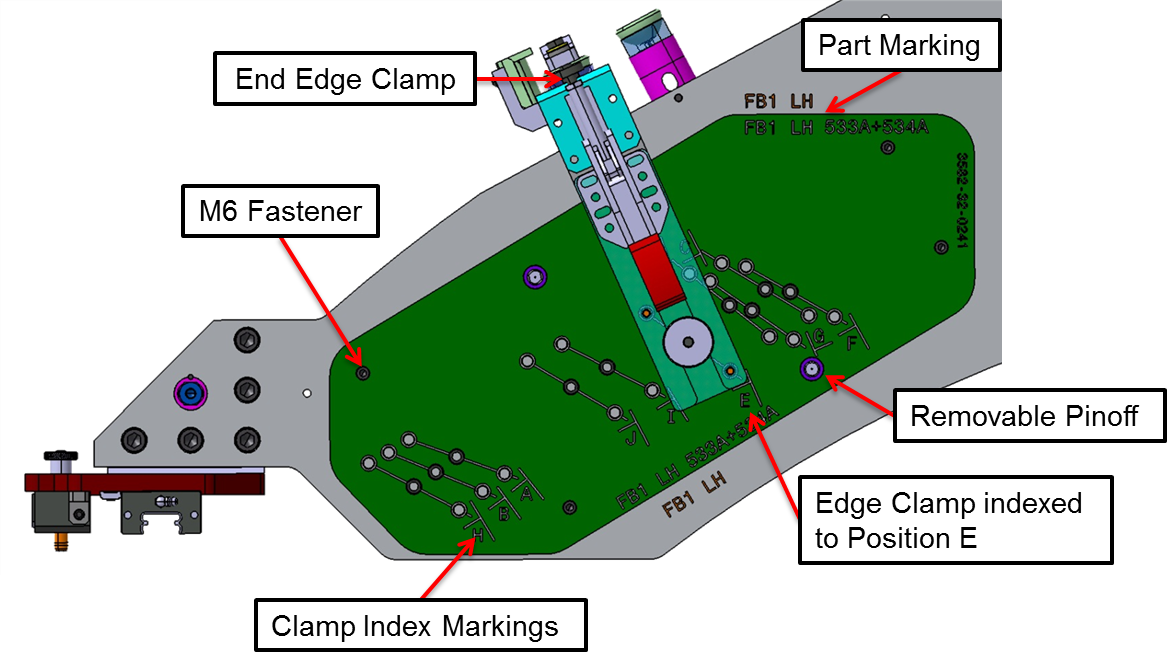 Part Marking
End Edge Clamp
FB1 LH
FB1 LH 533A+534A
3582-32-0241
M6 Fastener
G
F
E
I
J
FB1 LH 533A+534A
FB1 LH
A
B
H
Removable Pinoff
Edge Clamp indexed
to Position E
Clamp Index Markings